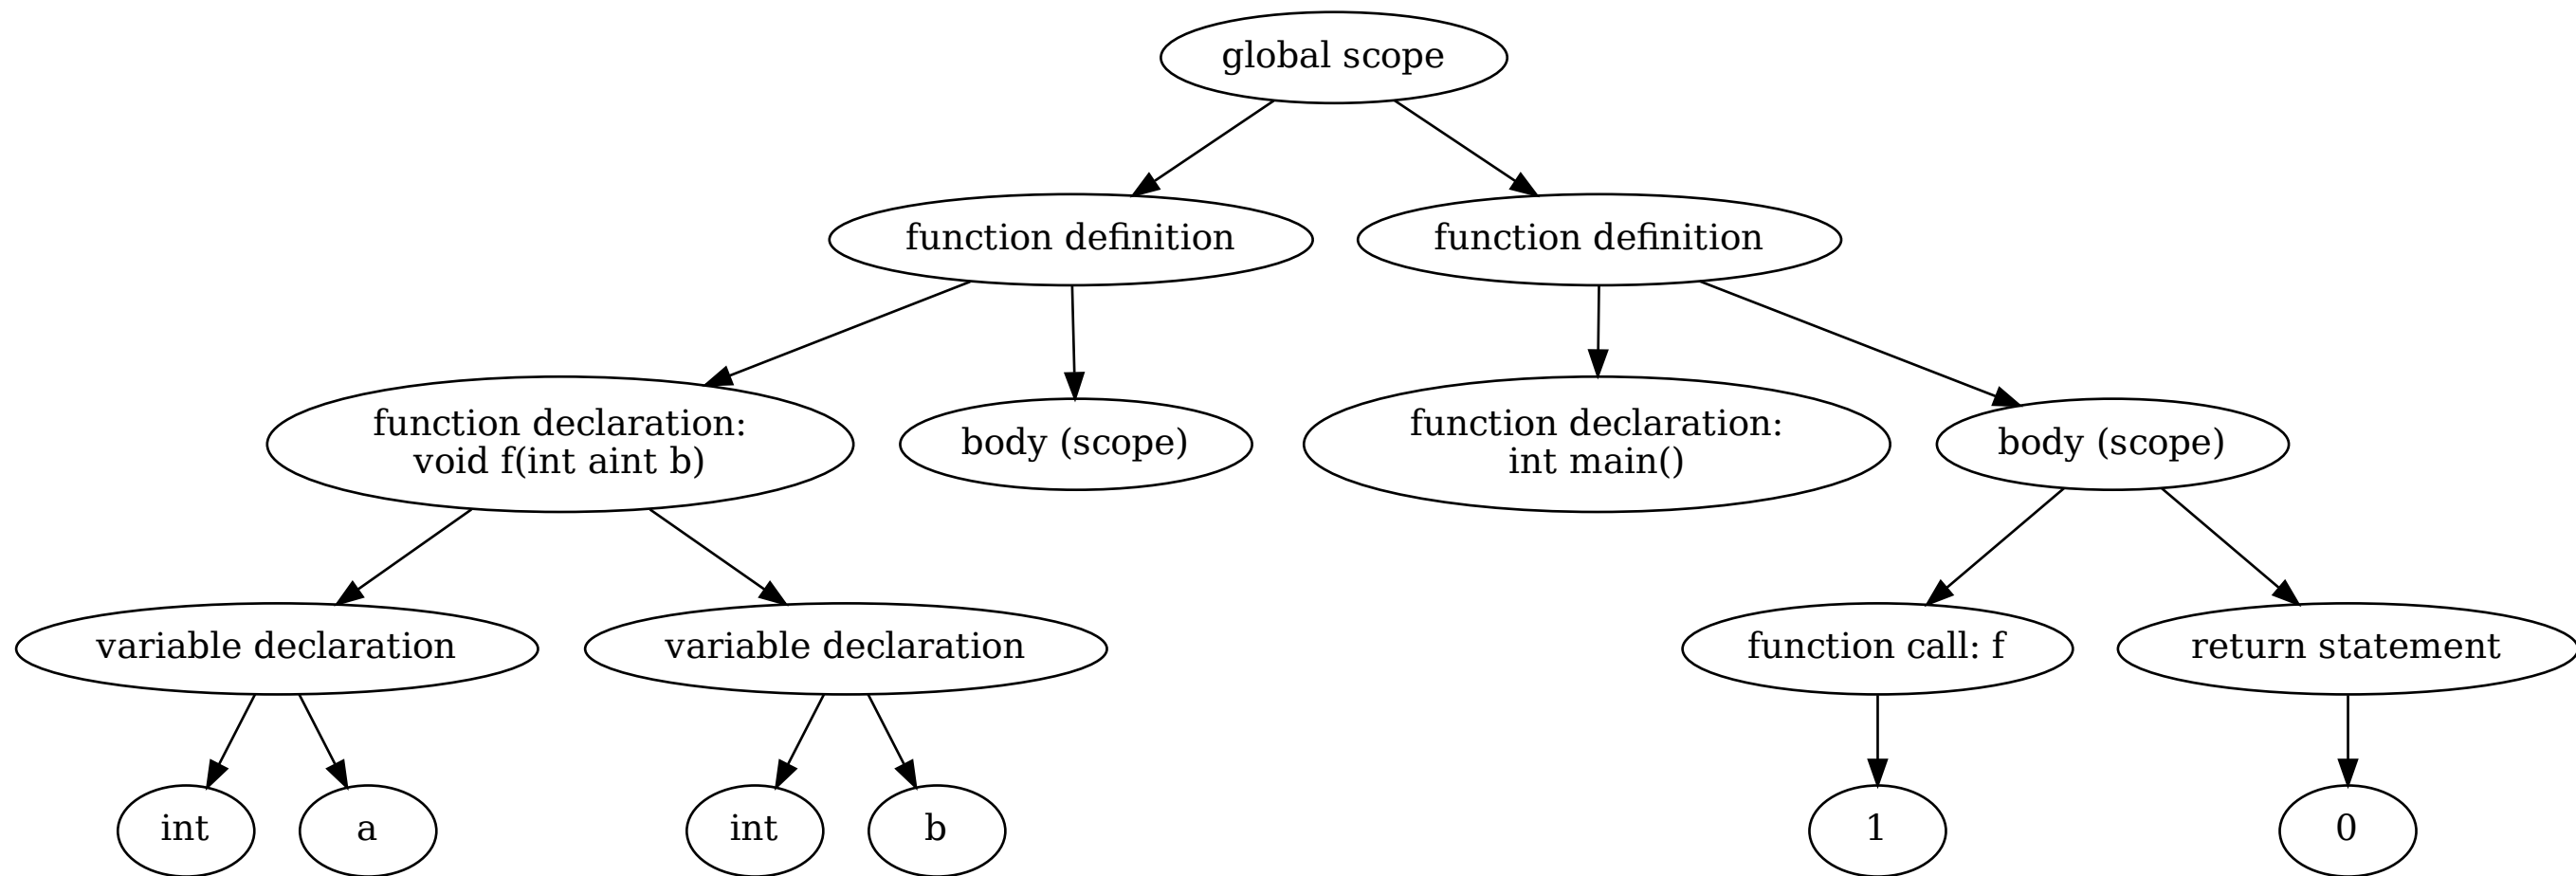 global scope
function definition
function definition
function declaration:
void f(int aint b)
body (scope)
function declaration:
int main()
body (scope)
variable declaration
variable declaration
function call: f
return statement
int
a
int
b
1
0